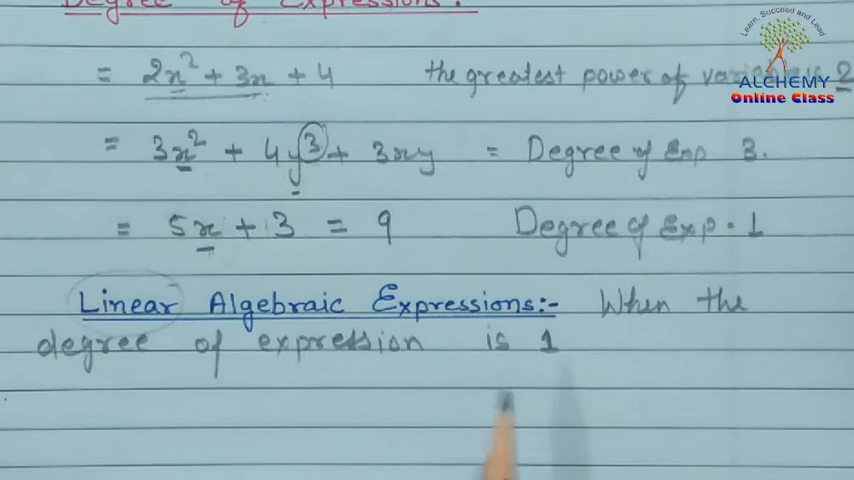 Degree of Expressions:
= 2x² + 3x + 4 the greatest power of variable is 2
= 3x² + 4y³ + 3xy = Degree of Exp 3.
= 5x + 3 = 9 Degree of Exp. 1
Linear Algebraic Expressions:- When the
degree of expression is 1
Learn, Succeed and Lead
ALCHEMY
Online Class